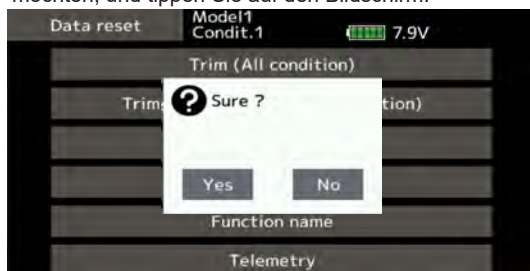 möchten, und tippen Sie auf den Bildschirm.
Data reset
Model1
Condit.1
7.9V
Trim (All condition)
Trim
tion)
Sure ?
Yes
No
Function name
Telemetry